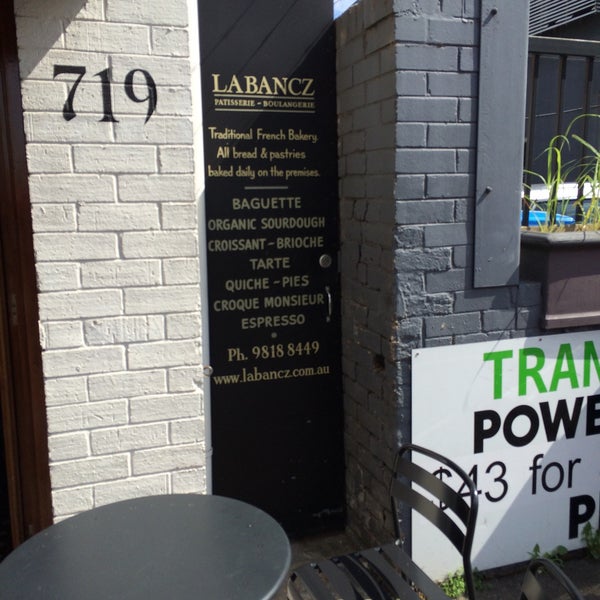 719
LABANCZ
PATISSERIE ~ BOULANGERIE
Traditional French Bakery.
All bread & pastries
baked daily on the premises.
BAGUETTE
ORGANIC SOURDOUGH
CROISSANT ~ BRIOCHE
TARTE
QUICHE ~ PIES
CROQUE MONSIEUR
ESPRESSO
Ph. 9818 8449
www.labancz.com.au
TRAN
POWE
$43 for
P